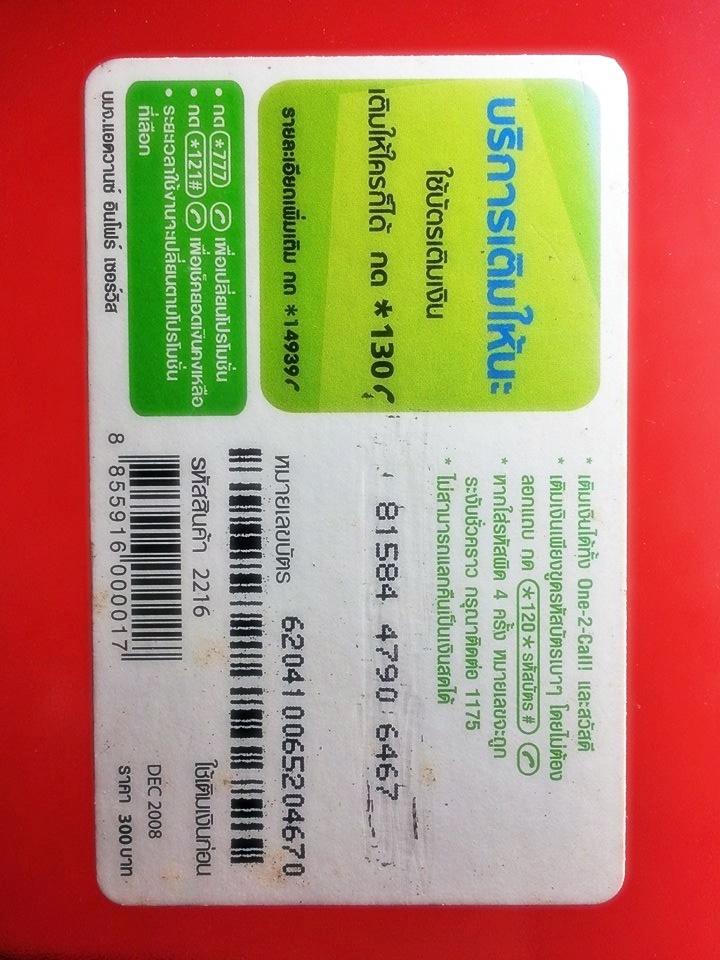 บริการเติมให้นะ
ใช้บัตรเติมเงิน
เติมให้ใครก็ได้ กด *130
รายละเอียดเพิ่มเติม กด *14939
• กด *777 เพื่อเปลี่ยนโปรโมชั่น
• กด *121# เพื่อเช็คยอดเงินคงเหลือ
• ระยะเวลาใช้งานจะเปลี่ยนตามโปรโมชั่น
ที่เลือก
บมจ.แอดวานซ์ อินโฟร์ เซอร์วิส
* เติมเงินได้ทั้ง One-2-Call! และสวัสดี
* เติมเงินเพียงขูดรหัสบัตรเบาๆ โดยไม่ต้อง
ลอกแถบ กด *120*รหัสบัตร#
* หากใส่รหัสผิด 4 ครั้ง หมายเลขจะถูก
ระงับชั่วคราว กรุณาติดต่อ 1175
* ไม่สามารถแลกคืนเป็นเงินสดได้
81584 4790 6467
หมายเลขบัตร 62041 0065204670
รหัสสินค้า 2216
8 855916 000017
ใช้เติมเงินก่อน
DEC 2008
ราคา 300 บาท